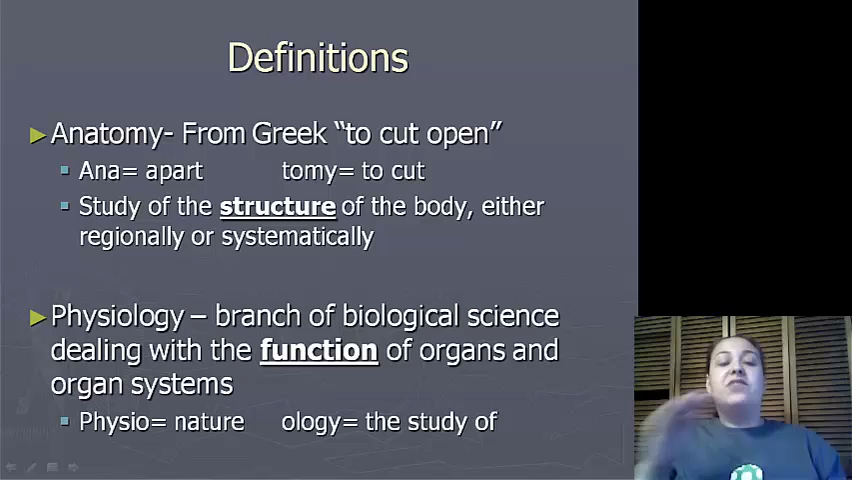 Definitions
Anatomy- From Greek “to cut open”
Ana= apart tomy= to cut
Study of the structure of the body, either
regionally or systematically
Physiology – branch of biological science
dealing with the function of organs and
organ systems
Physio= nature ology= the study of